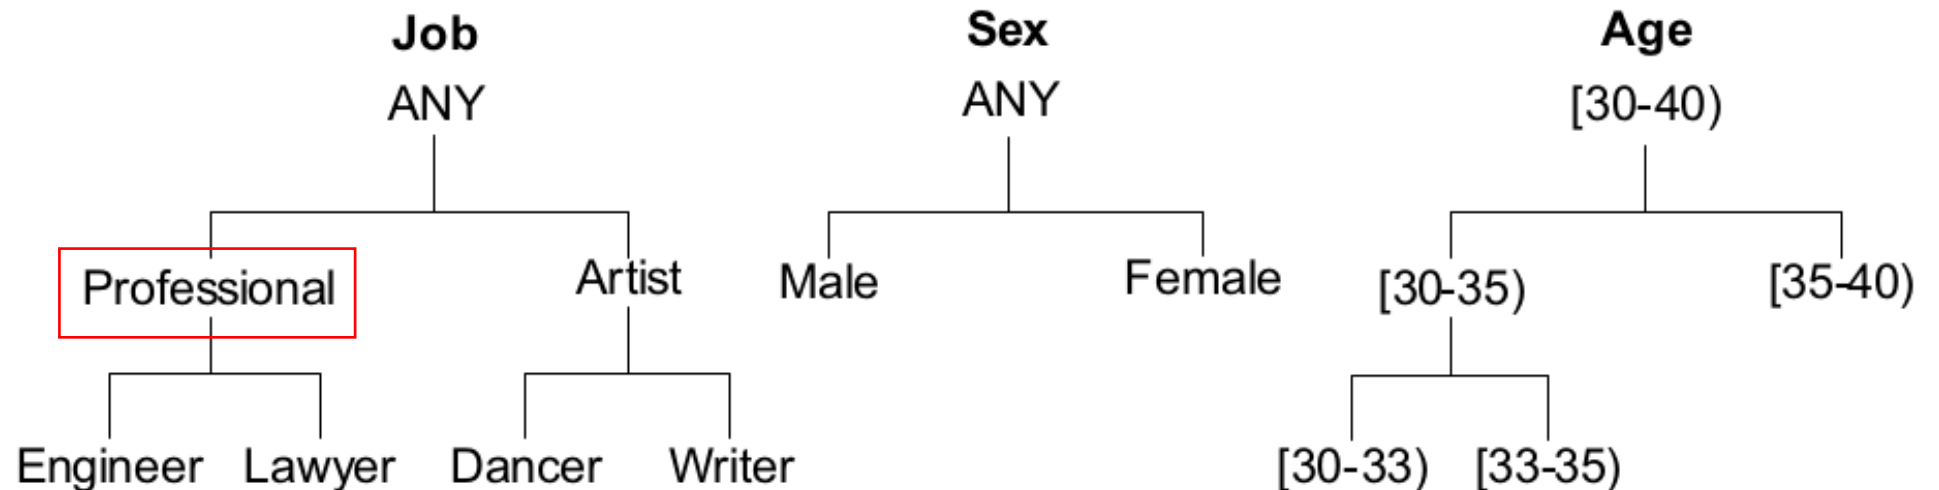 Job Sex Age
ANY ANY [30-40)
Professional Artist Male Female [30-35) [35-40)
Engineer Lawyer Dancer Writer [30-33) [33-35)